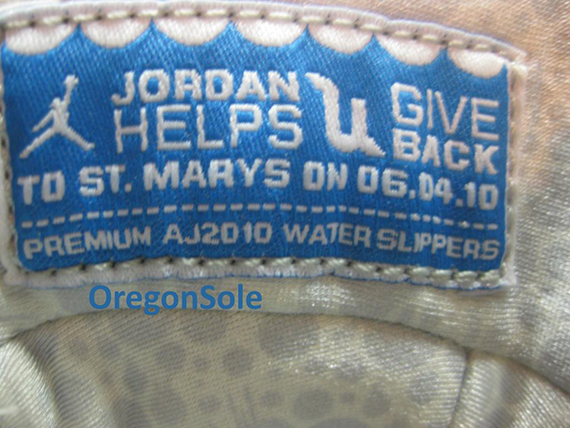 JORDAN HELPS U GIVE BACK
TO ST. MARYS ON 06.04.10
PREMIUM AJ2010 WATER SLIPPERS
OregonSole